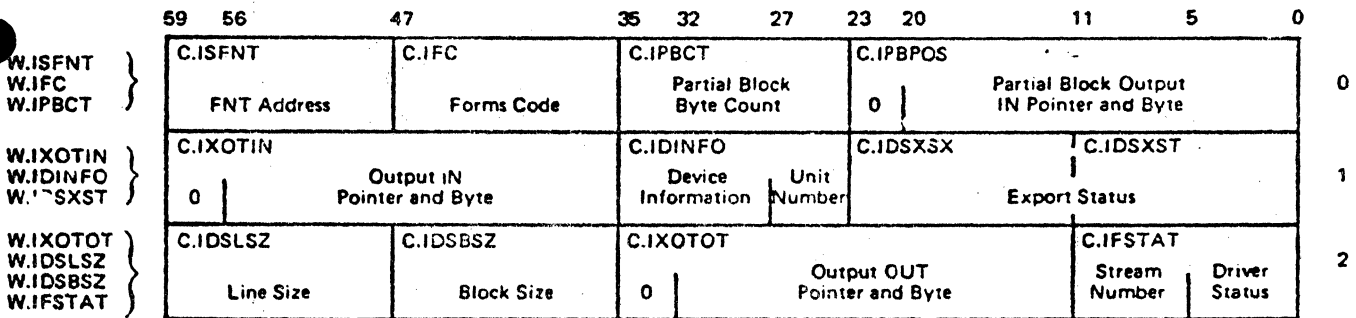 59 56 47 35 32 27 23 20 11 5 0
W.ISFNT
W.IFC
W.IPBCT
C.ISFNT C.IFC C.IPBCT C.IPBPOS
FNT Address Forms Code Partial Block Byte Count 0 Partial Block Output IN Pointer and Byte 0
W.IXOTIN
W.IDINFO
C.IXOTIN C.IDINFO C.IDSXSX C.IDSXST
0 Output IN Pointer and Byte Device Information Unit Number Export Status 1
W.IXOTOT
W.IDSLSZ
W.IDSBSZ
W.IFSTAT
C.IDSLSZ C.IDSBSZ C.IXOTOT C.IFSTAT
Line Size Block Size 0 Output OUT Pointer and Byte Stream Number Driver Status 2